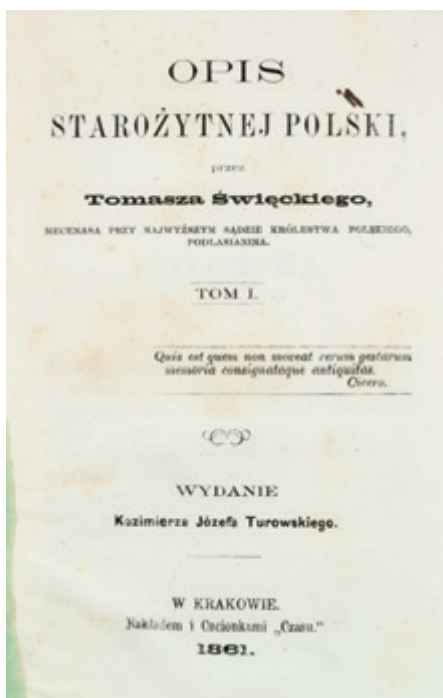 OPIS
STAROŻYTNEJ POLSKI,
przez
Tomasza Święckiego,
MECENASA PRZY NAJWYŻSZYM SĄDZIE KRÓLESTWA POLSKIEGO,
PODLASIANINA.
TOM I.
Quis est quem non moveat rerum gestarum
memoria consignataque antiquitas.
Cicero.
WYDANIE
Kazimierza Józefa Turowskiego.
W KRAKOWIE.
Nakładem i Czcionkami „Czasu.”
1861.